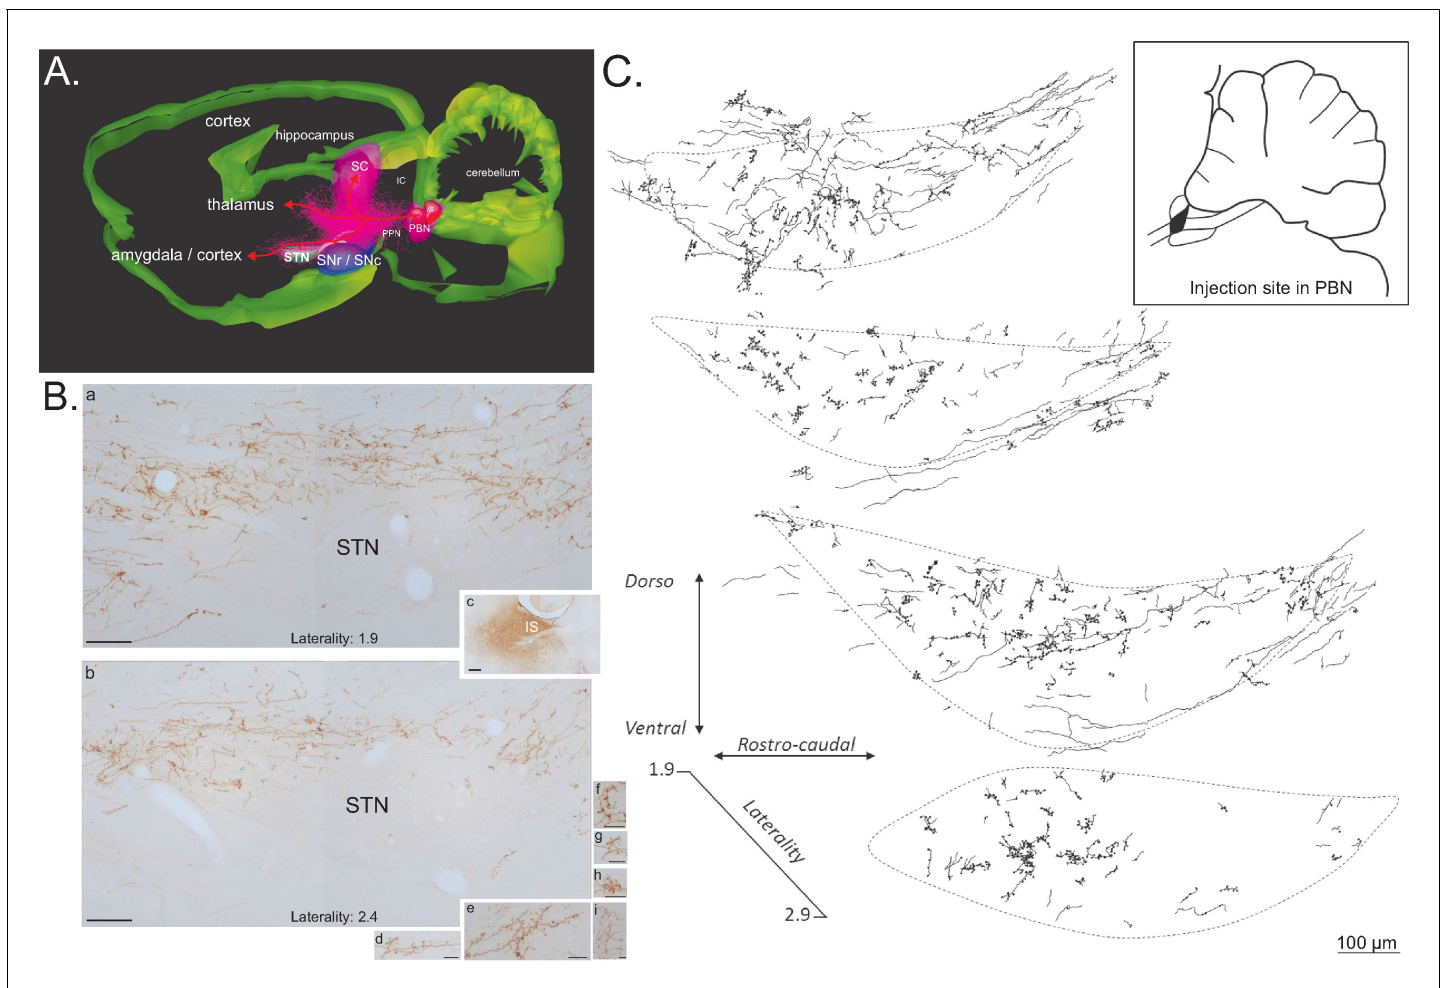 A.
cortex
hippocampus
SC
IC
cerebellum
thalamus
IS
PBN
PPN
amygdala / cortex
STN
SNr / SNc
B.
a
STN
Laterality: 1.9
c
IS
b
STN
Laterality: 2.4
f
g
h
i
e
d
C.
Injection site in PBN
Dorso
Ventral
Rostro-caudal
1.9
Laterality
2.9
100 µm